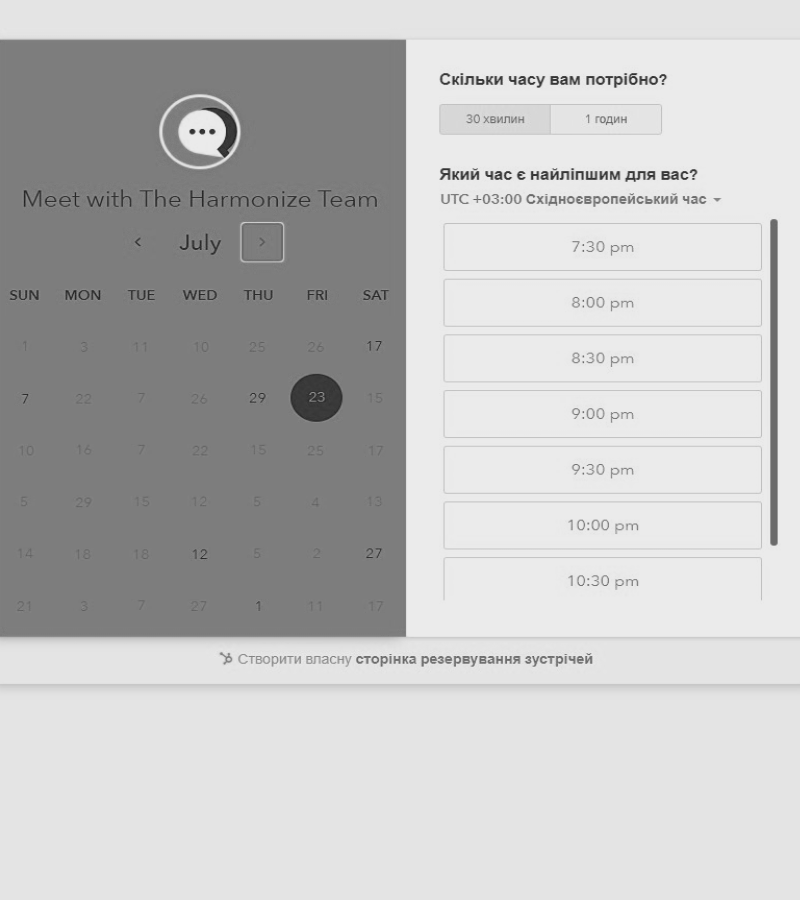 Meet with The Harmonize Team
July
SUN MON TUE WED THU FRI SAT
1 3 11 10 25 26 17
7 22 7 26 29 23 15
10 16 7 22 15 25 17
5 29 15 12 5 4 13
14 18 18 12 5 2 27
21 3 7 27 1 11 17
Скільки часу вам потрібно?
30 хвилин 1 годин
Який час є найліпшим для вас?
UTC +03:00 Східноєвропейський час
7:30 pm
8:00 pm
8:30 pm
9:00 pm
9:30 pm
10:00 pm
10:30 pm
Створити власну сторінка резервування зустрічей